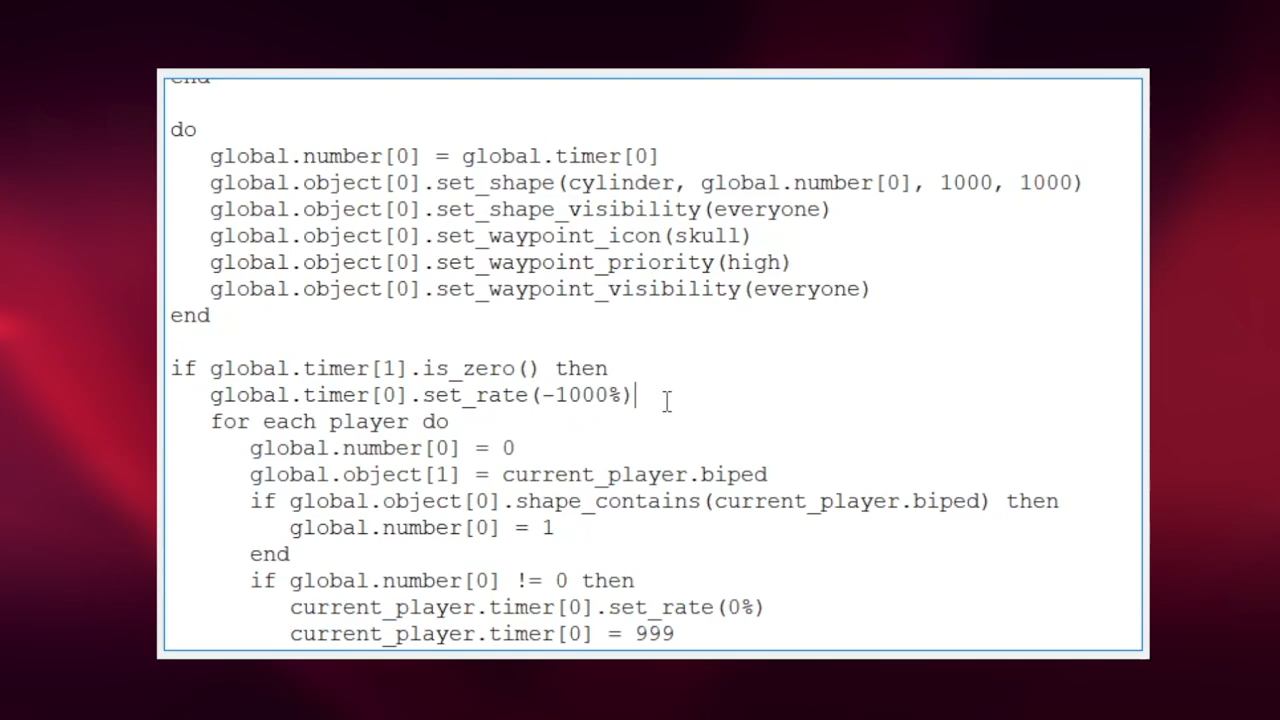 end
do
global.number[0] = global.timer[0]
global.object[0].set_shape(cylinder, global.number[0], 1000, 1000)
global.object[0].set_shape_visibility(everyone)
global.object[0].set_waypoint_icon(skull)
global.object[0].set_waypoint_priority(high)
global.object[0].set_waypoint_visibility(everyone)
end
if global.timer[1].is_zero() then
global.timer[0].set_rate(-1000%)
for each player do
global.number[0] = 0
global.object[1] = current_player.biped
if global.object[0].shape_contains(current_player.biped) then
global.number[0] = 1
end
if global.number[0] != 0 then
current_player.timer[0].set_rate(0%)
current_player.timer[0] = 999